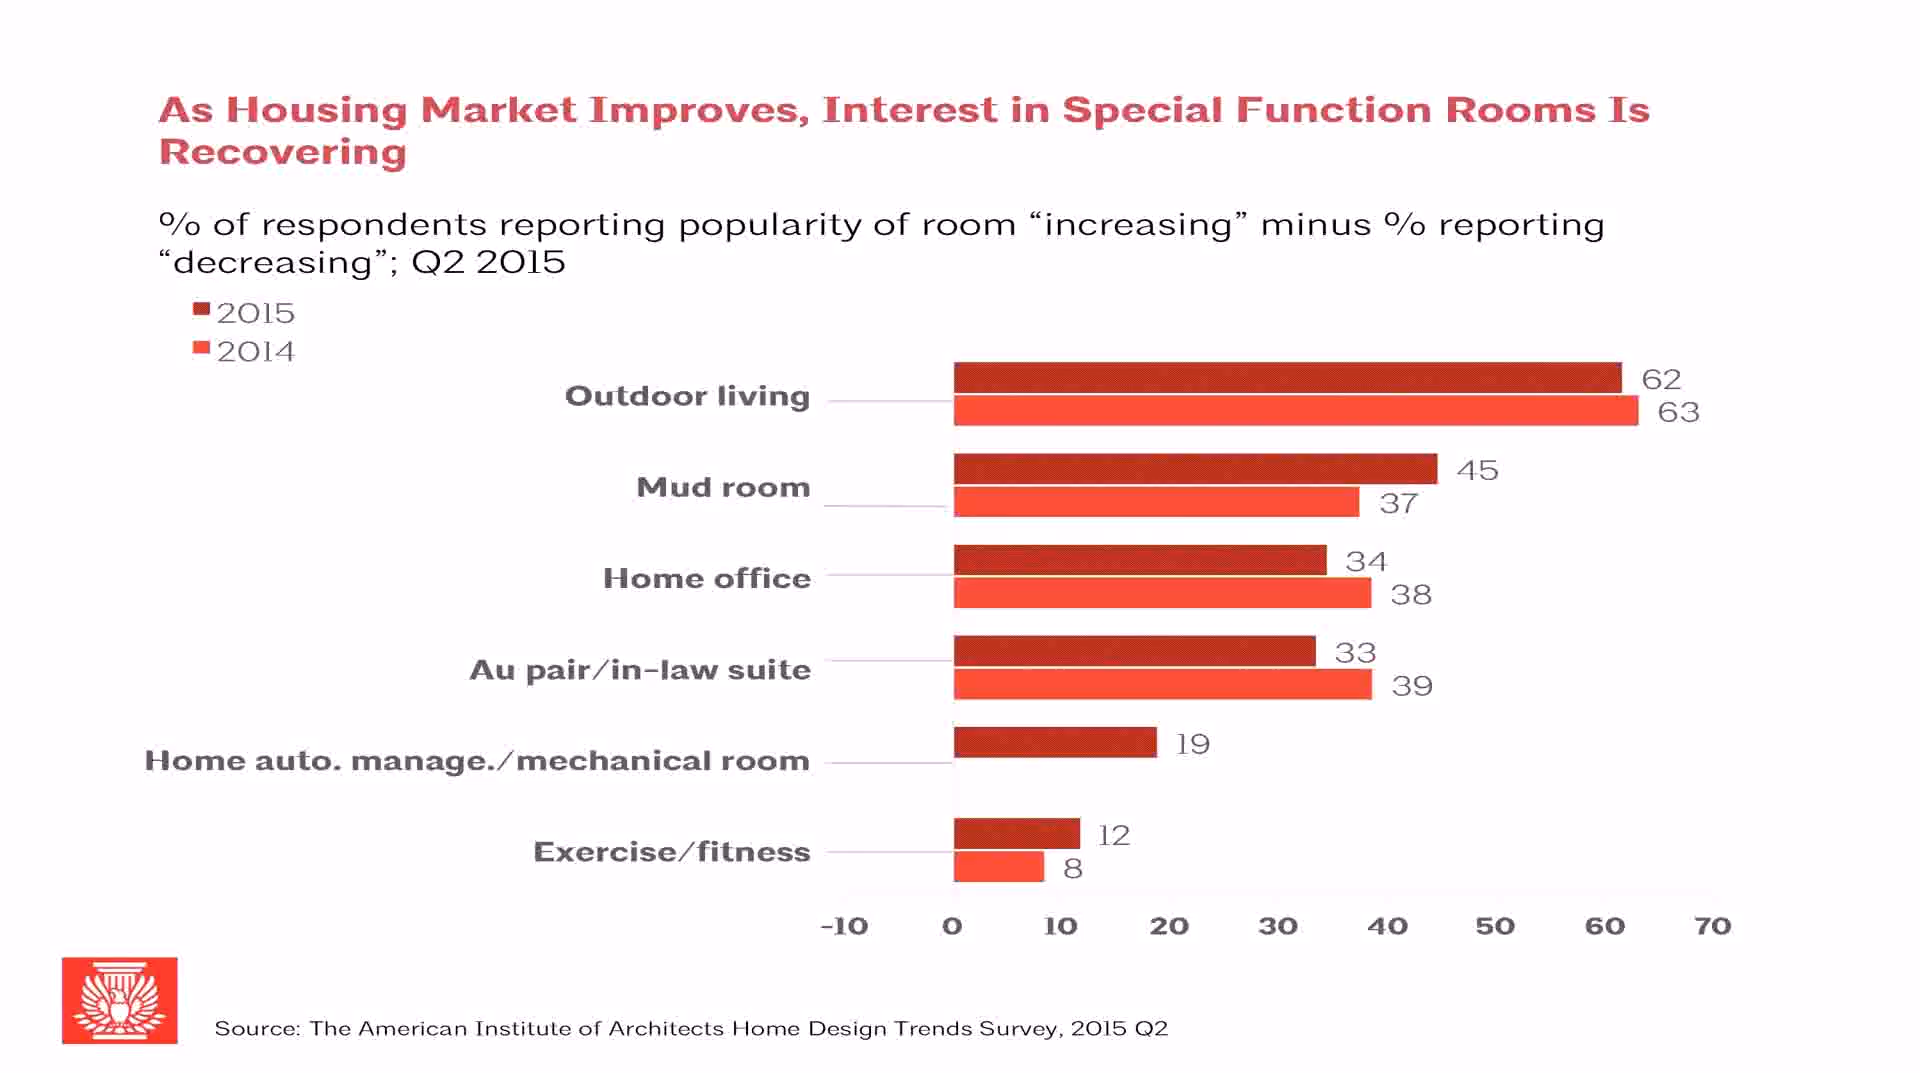 As Housing Market Improves, Interest in Special Function Rooms Is
Recovering
% of respondents reporting popularity of room “increasing” minus % reporting
“decreasing”; Q2 2015
2015
2014
Outdoor living
62
63
Mud room
45
37
Home office
34
38
Au pair/in-law suite
33
39
Home auto. manage./mechanical room
19
Exercise/fitness
12
8
-10 0 10 20 30 40 50 60 70
Source: The American Institute of Architects Home Design Trends Survey, 2015 Q2